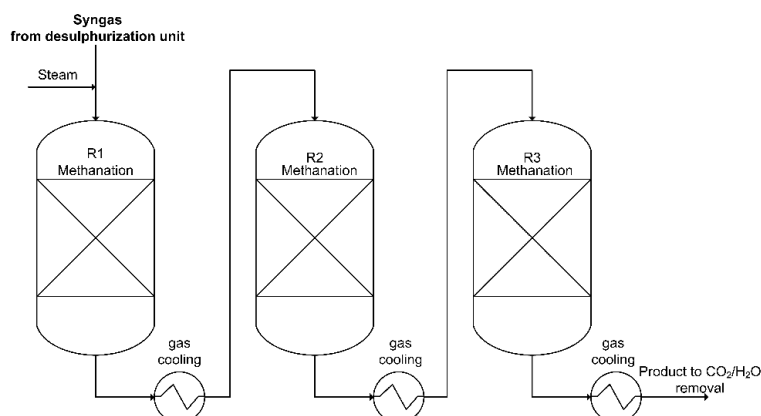 Syngas
from desulphurization unit
Steam
R1
Methanation
R2
Methanation
R3
Methanation
gas
cooling
gas
cooling
gas
cooling
Product to CO₂/H₂O
removal